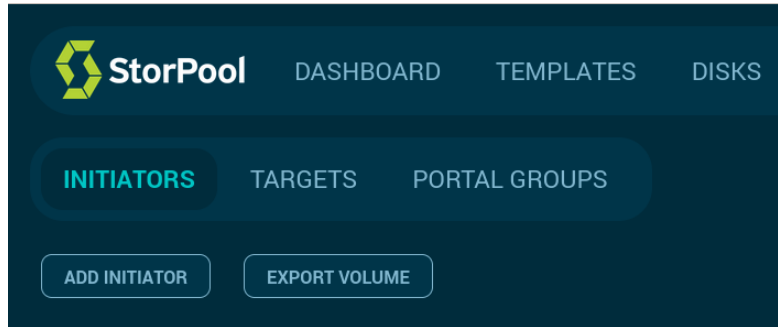 StorPool DASHBOARD TEMPLATES DISKS
INITIATORS TARGETS PORTAL GROUPS
ADD INITIATOR EXPORT VOLUME